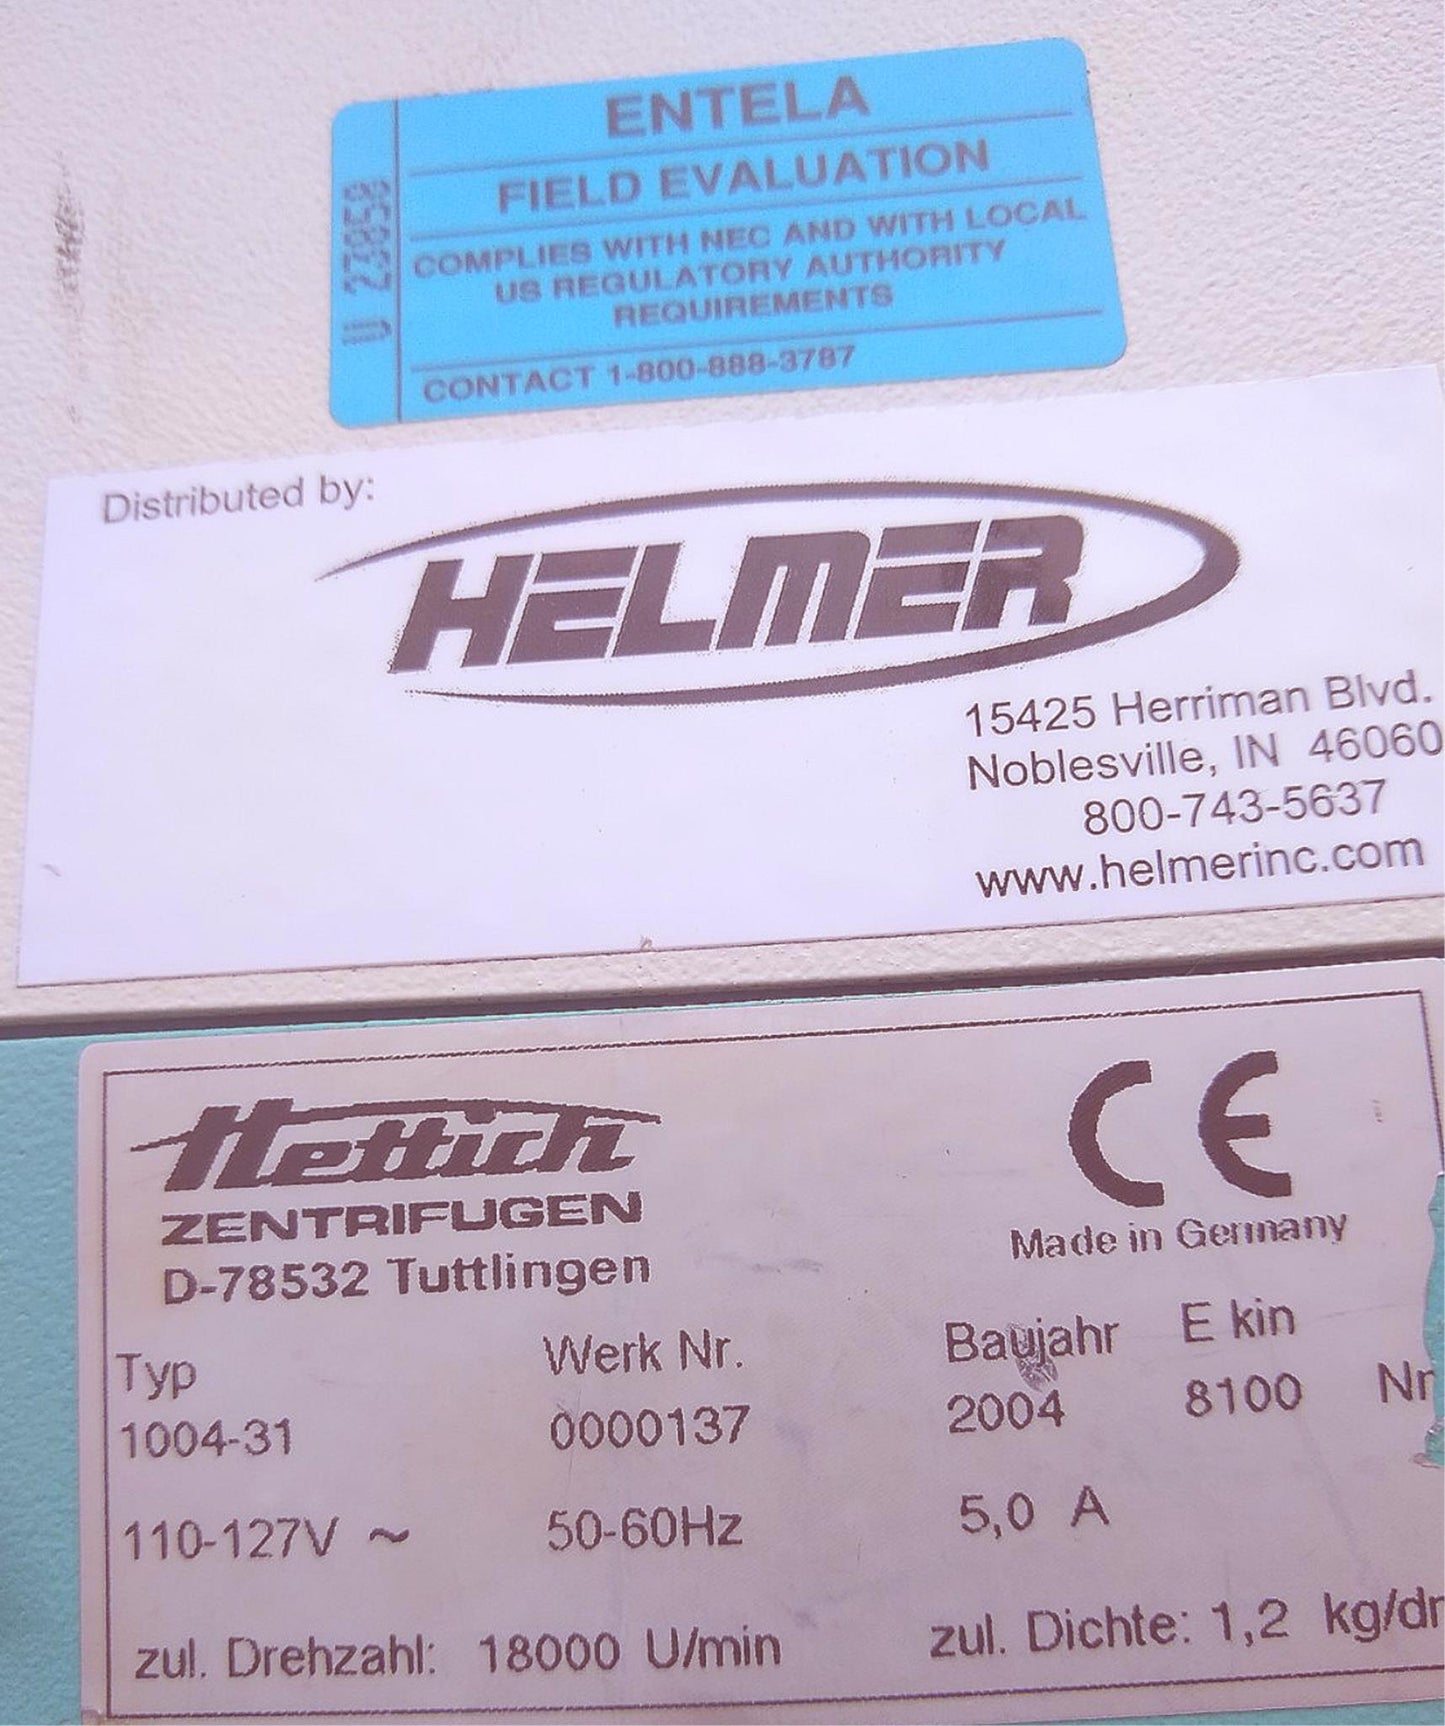 ENTELA
FIELD EVALUATION
COMPLIES WITH NEC AND WITH LOCAL
US REGULATORY AUTHORITY
REQUIREMENTS
CONTACT 1-800-888-3787
Distributed by:
HELMER
15425 Herriman Blvd.
Noblesville, IN 46060
800-743-5637
www.helmerinc.com
Hettich
ZENTRIFUGEN
D-78532 Tuttlingen
CE
Made in Germany
Typ Werk Nr. Baujahr E kin
1004-31 0000137 2004 8100 Nr
110-127V ~ 50-60Hz 5,0 A
zul. Drehzahl: 18000 U/min zul. Dichte: 1,2 kg/d